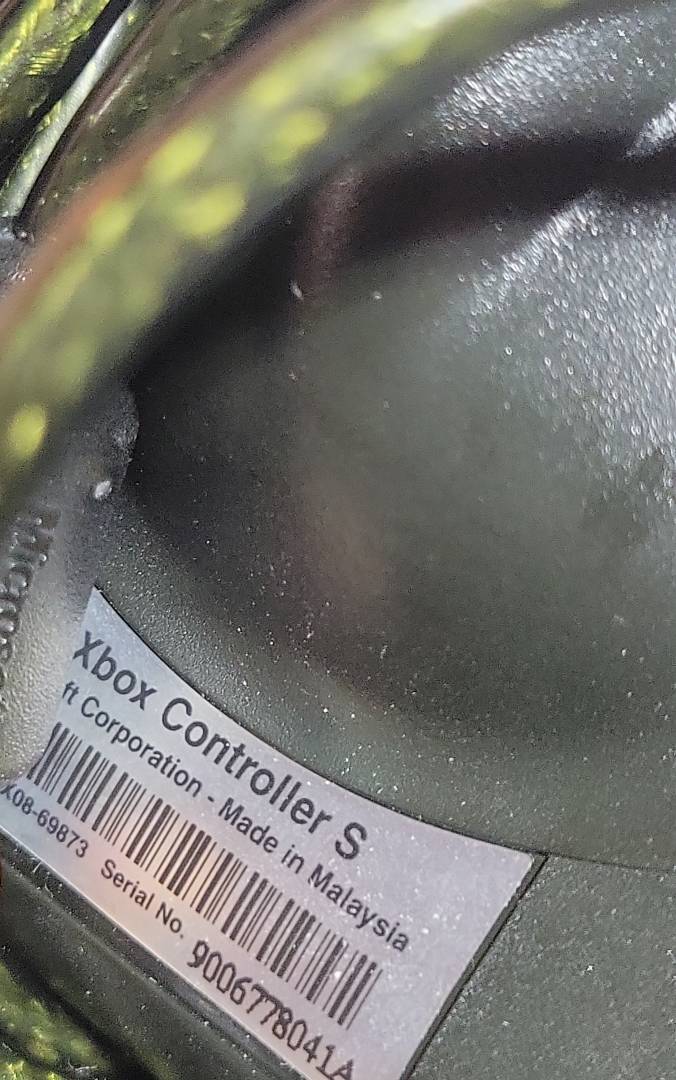 Xbox Controller S
ft Corporation - Made in Malaysia
X08-69873 Serial No. 9006778041A